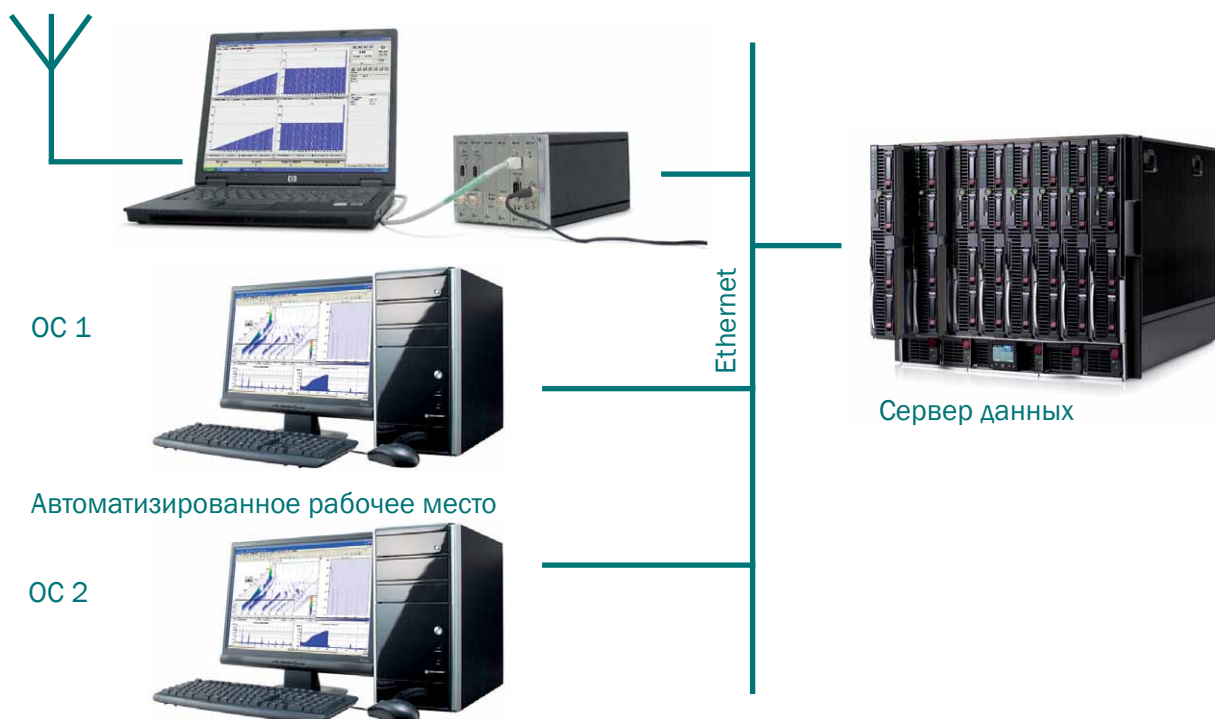 Ethernet
ОС 1
Сервер данных
Автоматизированное рабочее место
ОС 2